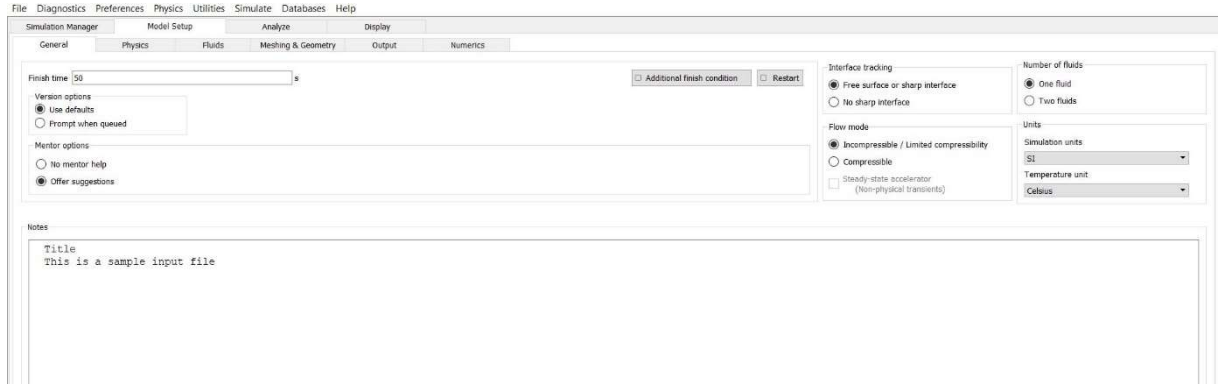 File Diagnostics Preferences Physics Utilities Simulate Databases Help
Simulation Manager Model Setup Analyze Display
General Physics Fluids Meshing & Geometry Output Numerics
Finish time 50 s Additional finish condition Restart
Version options
Use defaults
Prompt when queued
Mentor options
No mentor help
Offer suggestions
Interface tracking
Free surface or sharp interface
No sharp interface
Number of fluids
One fluid
Two fluids
Flow mode
Incompressible / Limited compressibility
Compressible
Steady-state accelerator
(Non-physical transients)
Units
Simulation units
SI
Temperature unit
Celsius
Notes
Title
This is a sample input file